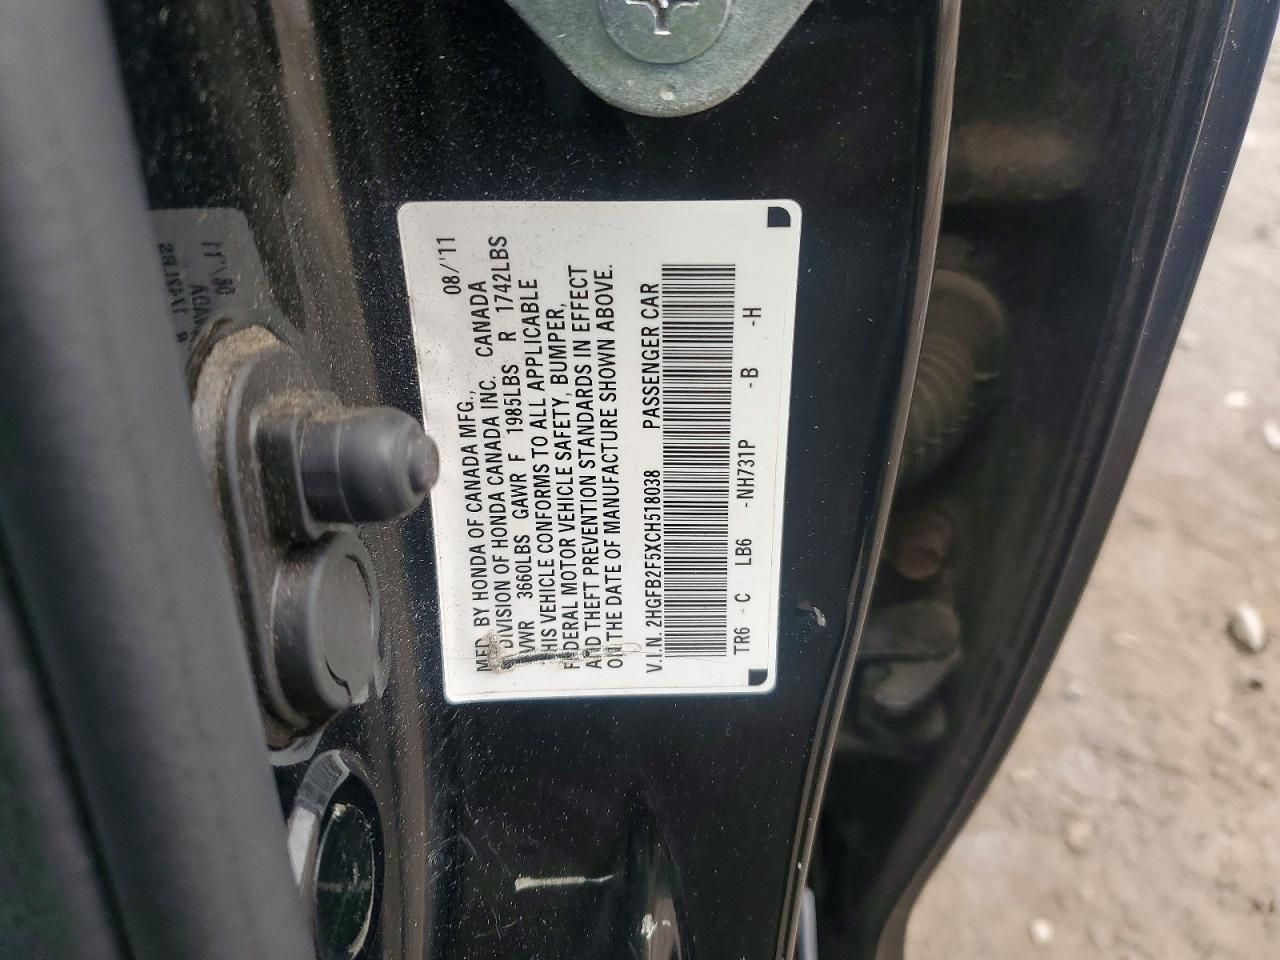 MFD. BY HONDA OF CANADA MFG., 08/'11
DIVISION OF HONDA CANADA INC. CANADA
GVWR 3660LBS GAWR F 1985LBS R 1742LBS
THIS VEHICLE CONFORMS TO ALL APPLICABLE
FEDERAL MOTOR VEHICLE SAFETY, BUMPER,
AND THEFT PREVENTION STANDARDS IN EFFECT
ON THE DATE OF MANUFACTURE SHOWN ABOVE.
V.I.N. 2HGFB2F5XCH518038 PASSENGER CAR
TR6 - C LB6 -NH731P -B -H